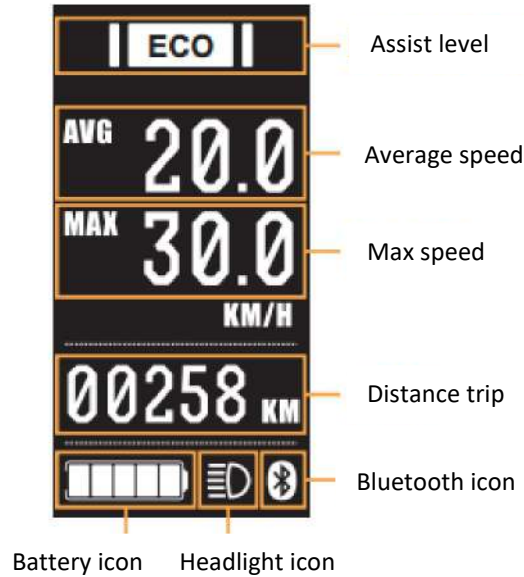 ECO Assist level
AVG 20.0 Average speed
MAX 30.0 Max speed
KM/H
00258 KM Distance trip
Bluetooth icon
Battery icon Headlight icon